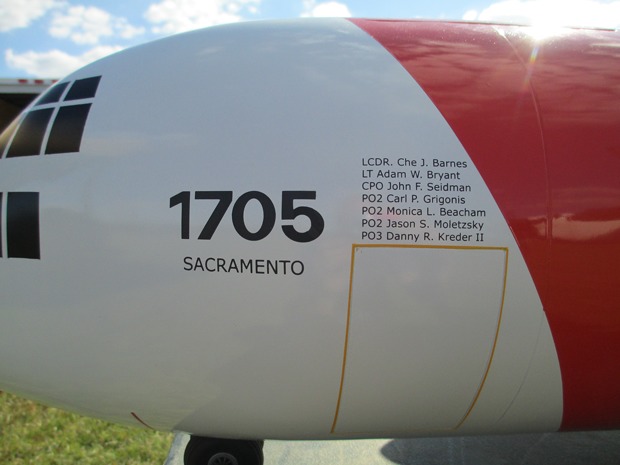 LCDR. Che J. Barnes
LT Adam W. Bryant
CPO John F. Seidman
PO2 Carl P. Grigonis
PO2 Monica L. Beacham
PO2 Jason S. Moletzsky
PO3 Danny R. Kreder II
1705
SACRAMENTO